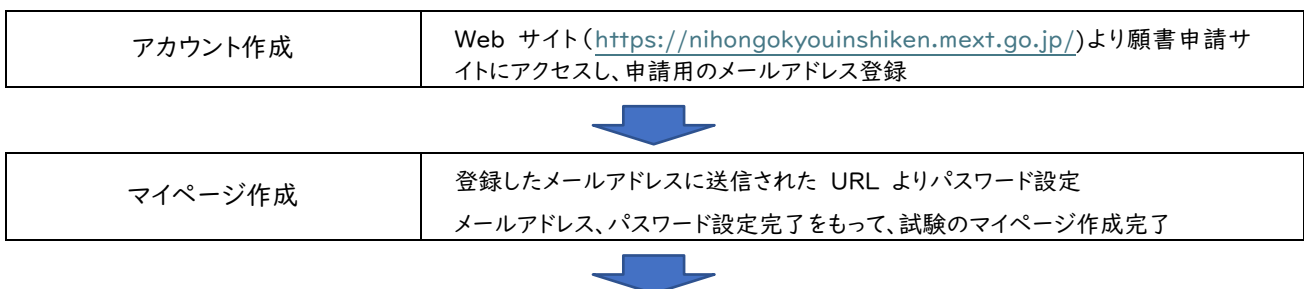 アカウント作成
Web サイト(https://nihongokyouinshiken.mext.go.jp/)より願書申請サ
イトにアクセスし、申請用のメールアドレス登録
マイページ作成
登録したメールアドレスに送信された URL よりパスワード設定
メールアドレス、パスワード設定完了をもって、試験のマイページ作成完了